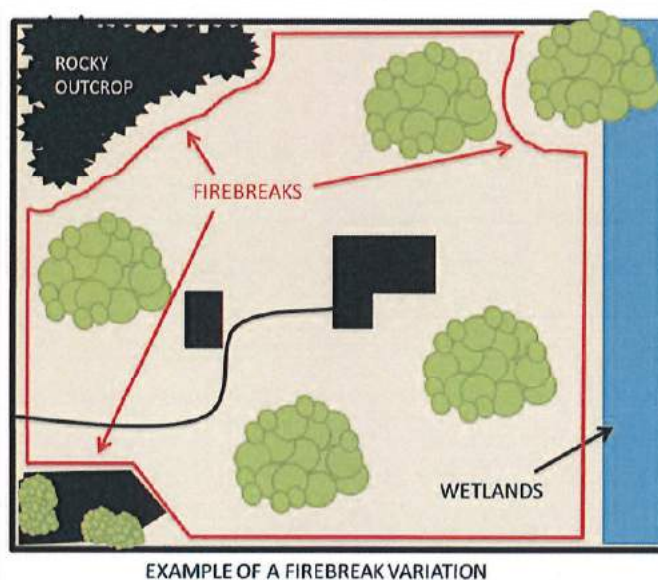 ROCKY
OUTCROP
FIREBREAKS
WETLANDS
EXAMPLE OF A FIREBREAK VARIATION